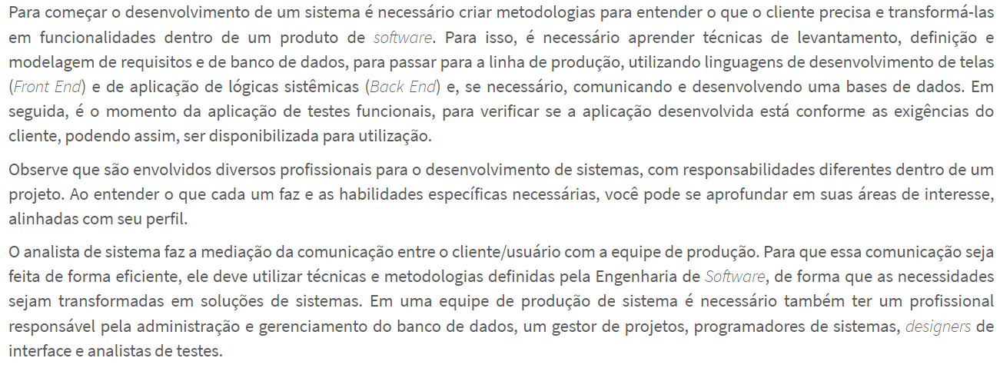 Para começar o desenvolvimento de um sistema é necessário criar metodologias para entender o que o cliente precisa e transformá-las
em funcionalidades dentro de um produto de software. Para isso, é necessário aprender técnicas de levantamento, definição e
modelagem de requisitos e de banco de dados, para passar para a linha de produção, utilizando linguagens de desenvolvimento de telas
(Front End) e de aplicação de lógicas sistêmicas (Back End) e, se necessário, comunicando e desenvolvendo uma bases de dados. Em
seguida, é o momento da aplicação de testes funcionais, para verificar se a aplicação desenvolvida está conforme as exigências do
cliente, podendo assim, ser disponibilizada para utilização.
Observe que são envolvidos diversos profissionais para o desenvolvimento de sistemas, com responsabilidades diferentes dentro de um
projeto. Ao entender o que cada um faz e as habilidades específicas necessárias, você pode se aprofundar em suas áreas de interesse,
alinhadas com seu perfil.
O analista de sistema faz a mediação da comunicação entre o cliente/usuário com a equipe de produção. Para que essa comunicação seja
feita de forma eficiente, ele deve utilizar técnicas e metodologias definidas pela Engenharia de Software, de forma que as necessidades
sejam transformadas em soluções de sistemas. Em uma equipe de produção de sistema é necessário também ter um profissional
responsável pela administração e gerenciamento do banco de dados, um gestor de projetos, programadores de sistemas, designers de
interface e analistas de testes.